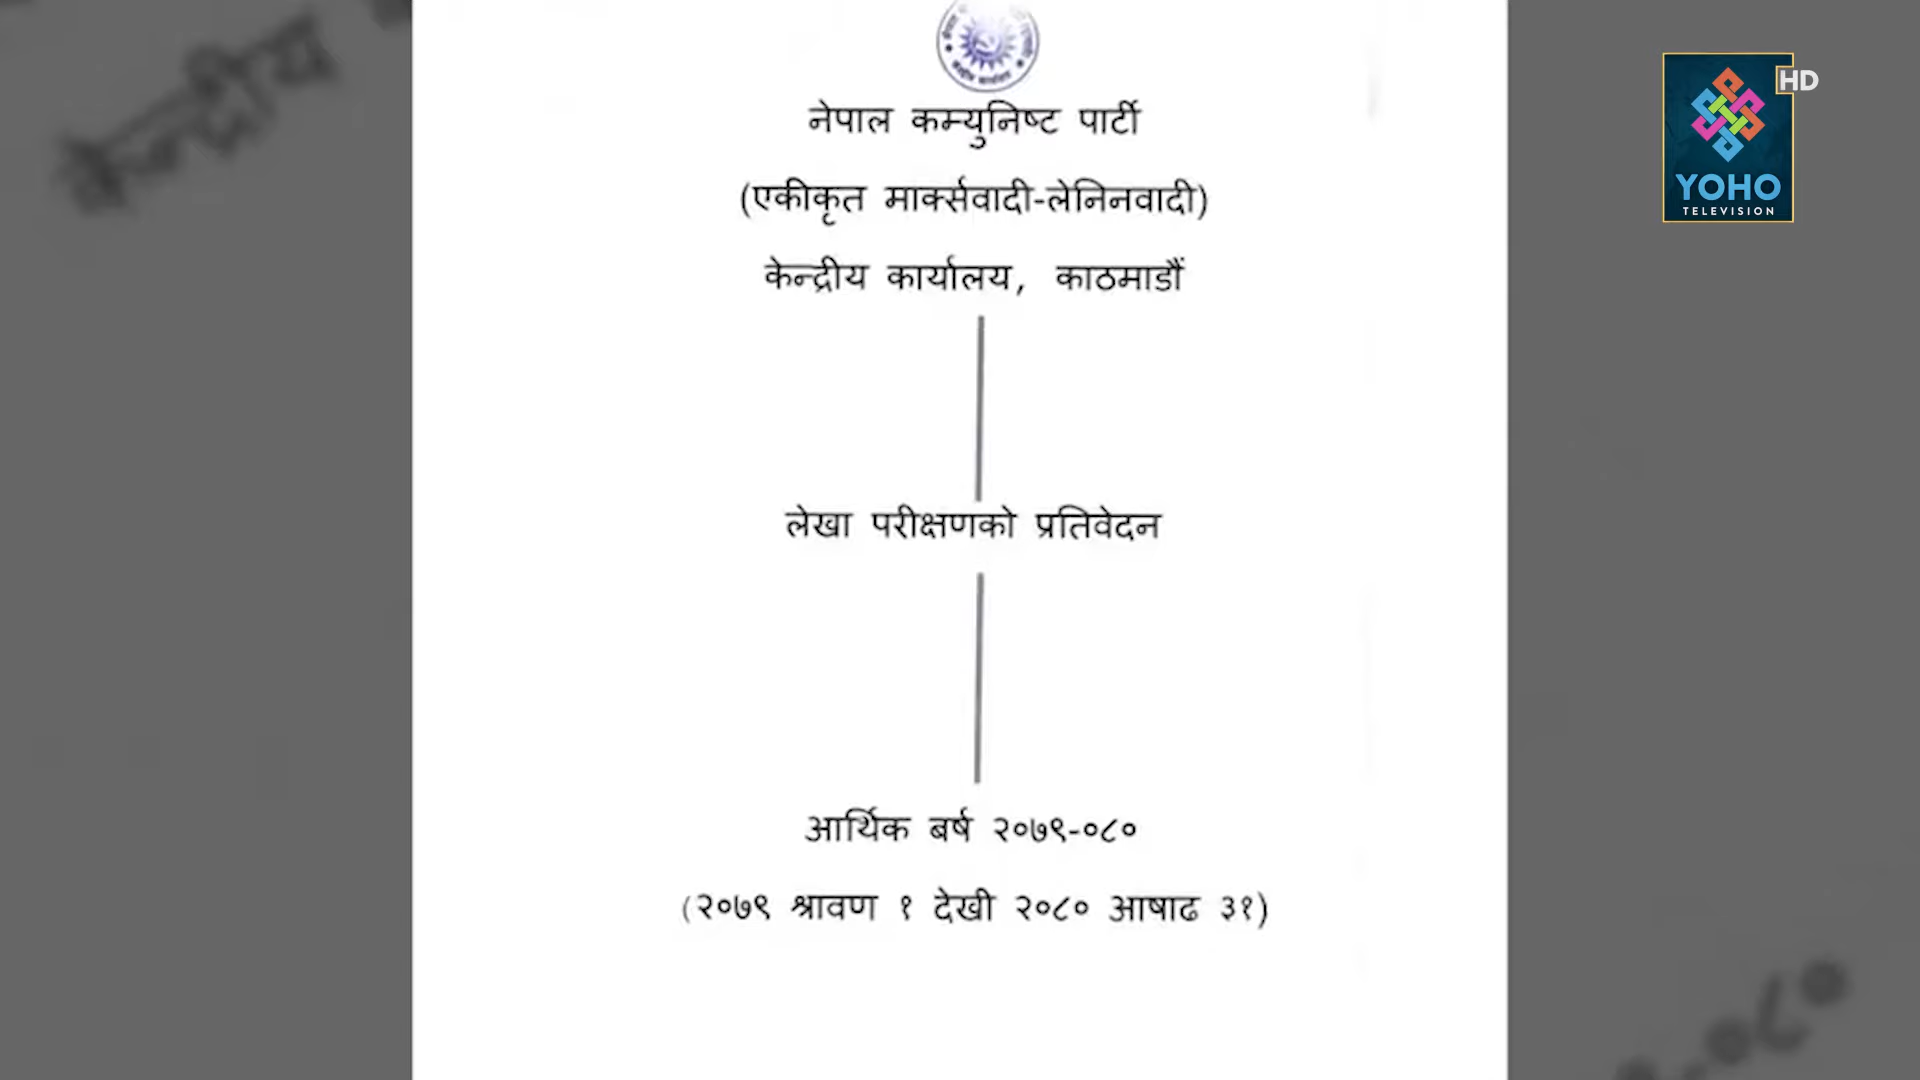 नेपाल कम्युनिष्ट पार्टी
(एकीकृत मार्क्सवादी-लेनिनवादी)
केन्द्रीय कार्यालय, काठमाडौं
लेखा परीक्षणको प्रतिवेदन
आर्थिक बर्ष २०७९-०८०
(२०७९ श्रावण १ देखी २०८० आषाढ ३१)
HD
YOHO
TELEVISION